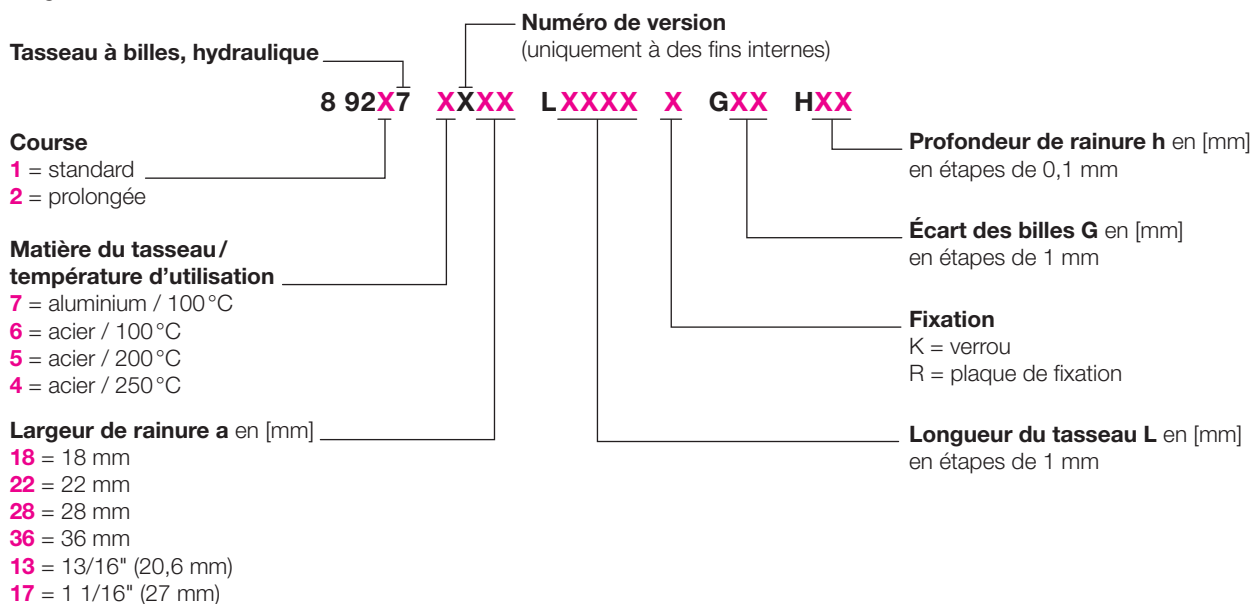 Numéro de version
(uniquement à des fins internes)
Tasseau à billes, hydraulique
8 92X7 XXXX LXXXX X GXX HXX
Course
1 = standard
2 = prolongée
Matière du tasseau /
température d'utilisation
7 = aluminium / 100 °C
6 = acier / 100 °C
5 = acier / 200 °C
4 = acier / 250 °C
Largeur de rainure a en [mm]
18 = 18 mm
22 = 22 mm
28 = 28 mm
36 = 36 mm
13 = 13/16" (20,6 mm)
17 = 1 1/16" (27 mm)
Profondeur de rainure h en [mm]
en étapes de 0,1 mm
Écart des billes G en [mm]
en étapes de 1 mm
Fixation
K = verrou
R = plaque de fixation
Longueur du tasseau L en [mm]
en étapes de 1 mm